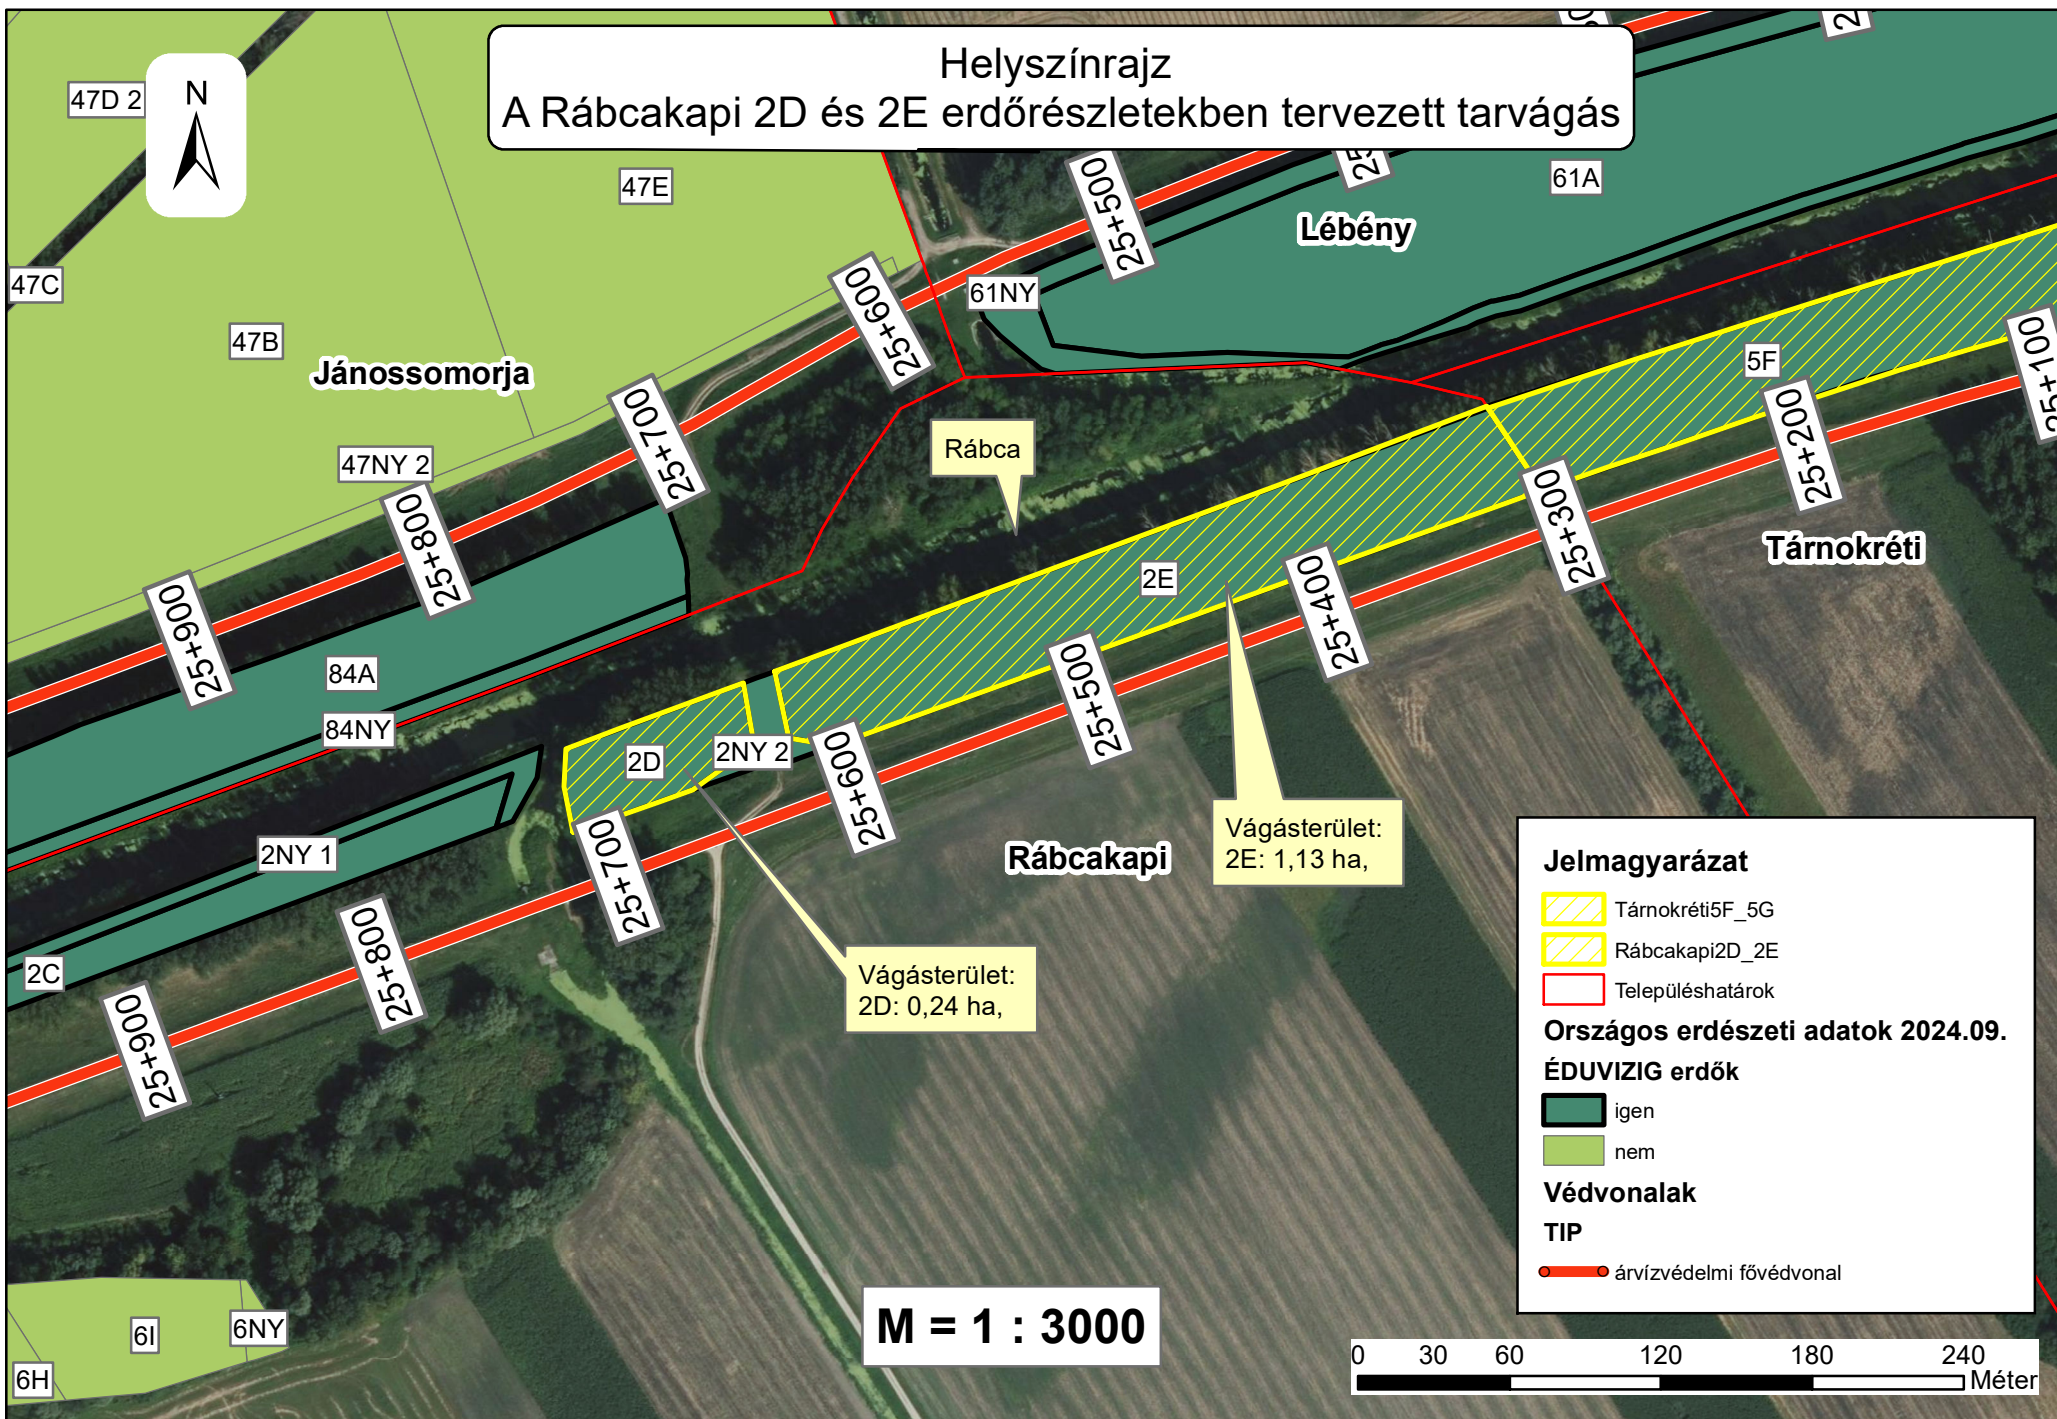 Helyszínrajz
A Rábcakapi 2D és 2E erdőrészletekben tervezett tarvágás
N
47D 2
47E
47C
47B
Jánossomorja
47NY 2
61A
Lébény
61NY
25+500
25+600
25+700
25+800
25+900
Rábca
5F
25+100
25+200
25+300
Tárnokréti
2E
25+400
25+500
84A
84NY
2D
2NY 2
25+600
25+700
2NY 1
25+800
2C
25+900
Rábcakapi
Vágásterület:
2E: 1,13 ha,
Vágásterület:
2D: 0,24 ha,
6I
6NY
6H
M = 1 : 3000
Jelmagyarázat
Tárnokréti5F_5G
Rábcakapi2D_2E
Településhatárok
Országos erdészeti adatok 2024.09.
ÉDUVIZIG erdők
igen
nem
Védvonalak
TIP
árvízvédelmi fővédvonal
0 30 60 120 180 240
Méter